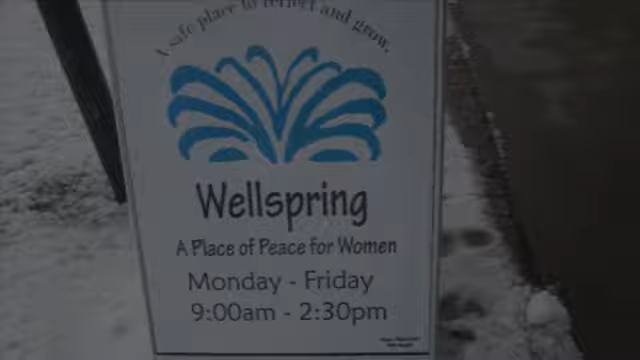 A safe place to reflect and grow.
Wellspring
A Place of Peace for Women
Monday - Friday
9:00am - 2:30pm